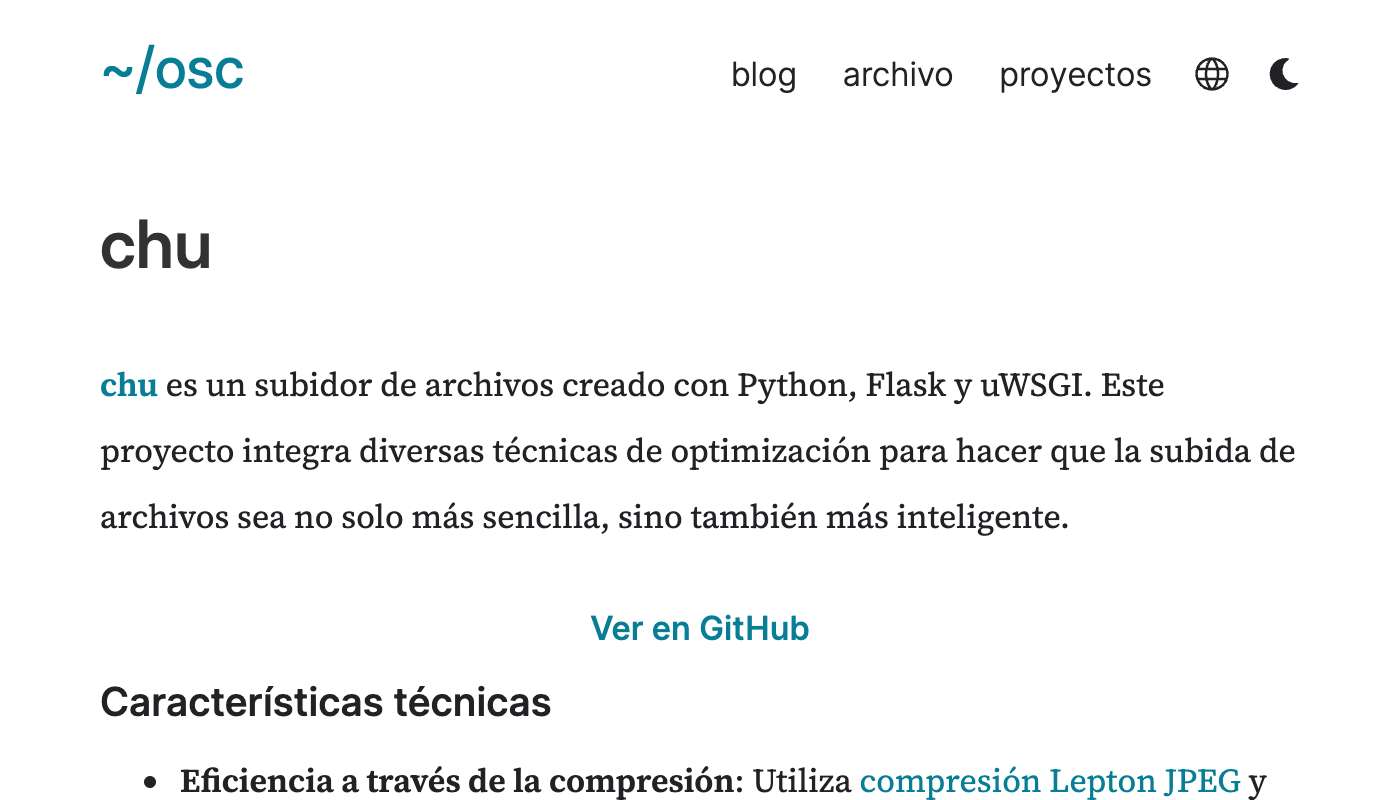 ~/osc
blog archivo proyectos
chu
chu es un subidor de archivos creado con Python, Flask y uWSGI. Este
proyecto integra diversas técnicas de optimización para hacer que la subida de
archivos sea no solo más sencilla, sino también más inteligente.
Ver en GitHub
Características técnicas
• Eficiencia a través de la compresión: Utiliza compresión Lepton JPEG y